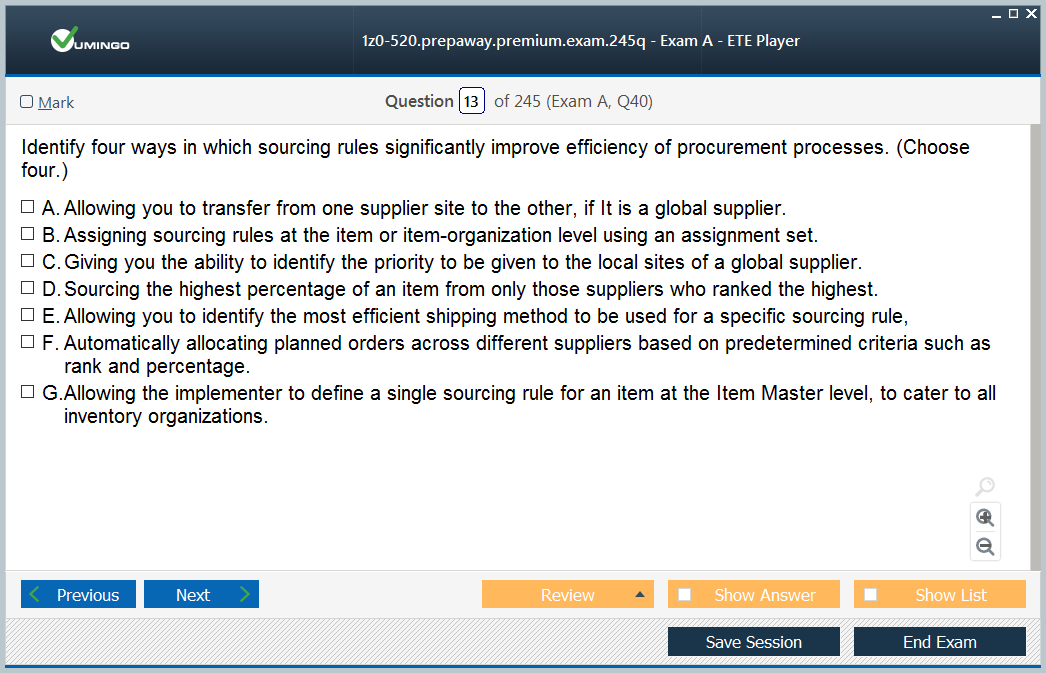 VUMINGO
1z0-520.prepaway.premium.exam.245q - Exam A - ETE Player
Mark
Question 13 of 245 (Exam A, Q40)
Identify four ways in which sourcing rules significantly improve efficiency of procurement processes. (Choose
four.)
A. Allowing you to transfer from one supplier site to the other, if It is a global supplier.
B. Assigning sourcing rules at the item or item-organization level using an assignment set.
C. Giving you the ability to identify the priority to be given to the local sites of a global supplier.
D. Sourcing the highest percentage of an item from only those suppliers who ranked the highest.
E. Allowing you to identify the most efficient shipping method to be used for a specific sourcing rule,
F. Automatically allocating planned orders across different suppliers based on predetermined criteria such as
rank and percentage.
G. Allowing the implementer to define a single sourcing rule for an item at the Item Master level, to cater to all
inventory organizations.
Previous
Next
Review
Show Answer
Show List
Save Session
End Exam